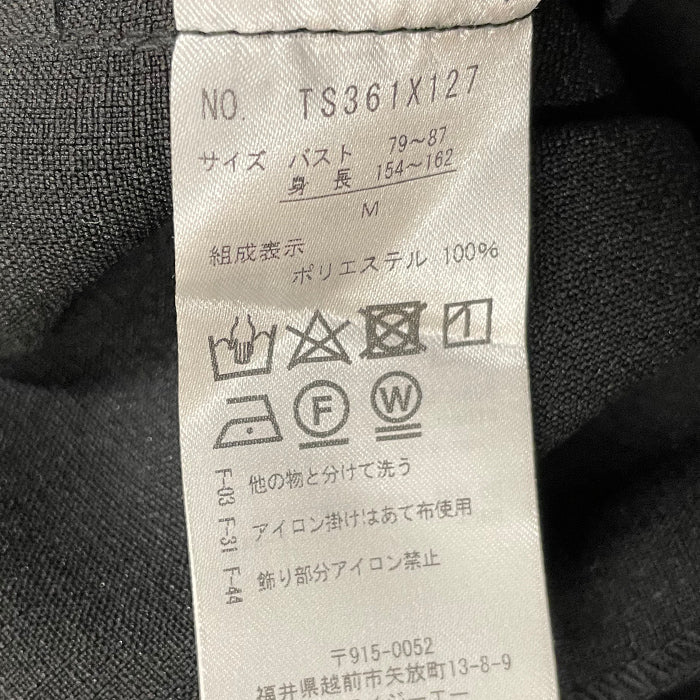 NO. TS361X127
サイズ バスト 79～87
身長 154～162
M
組成表示
ポリエステル 100%
F W
F-03 他の物と分けて洗う
F-31 アイロン掛けはあて布使用
F-44 飾り部分アイロン禁止
〒915-0052
福井県越前市矢放町13-8-9